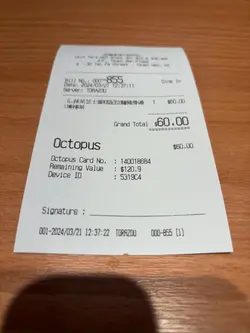 Bill No. :000-855 Dine In
Date: 2024/03/21 12:37:11
Server: TORAZOU
1 $60.00
Grand Total $60.00
Octopus $60.00
Octopus Card No. : 140018684
Remaining Value : $120.9
Device ID : 5319C4
Signature :
001-2024/03/21 12:37:22 TORAZOU 000-855 [1]